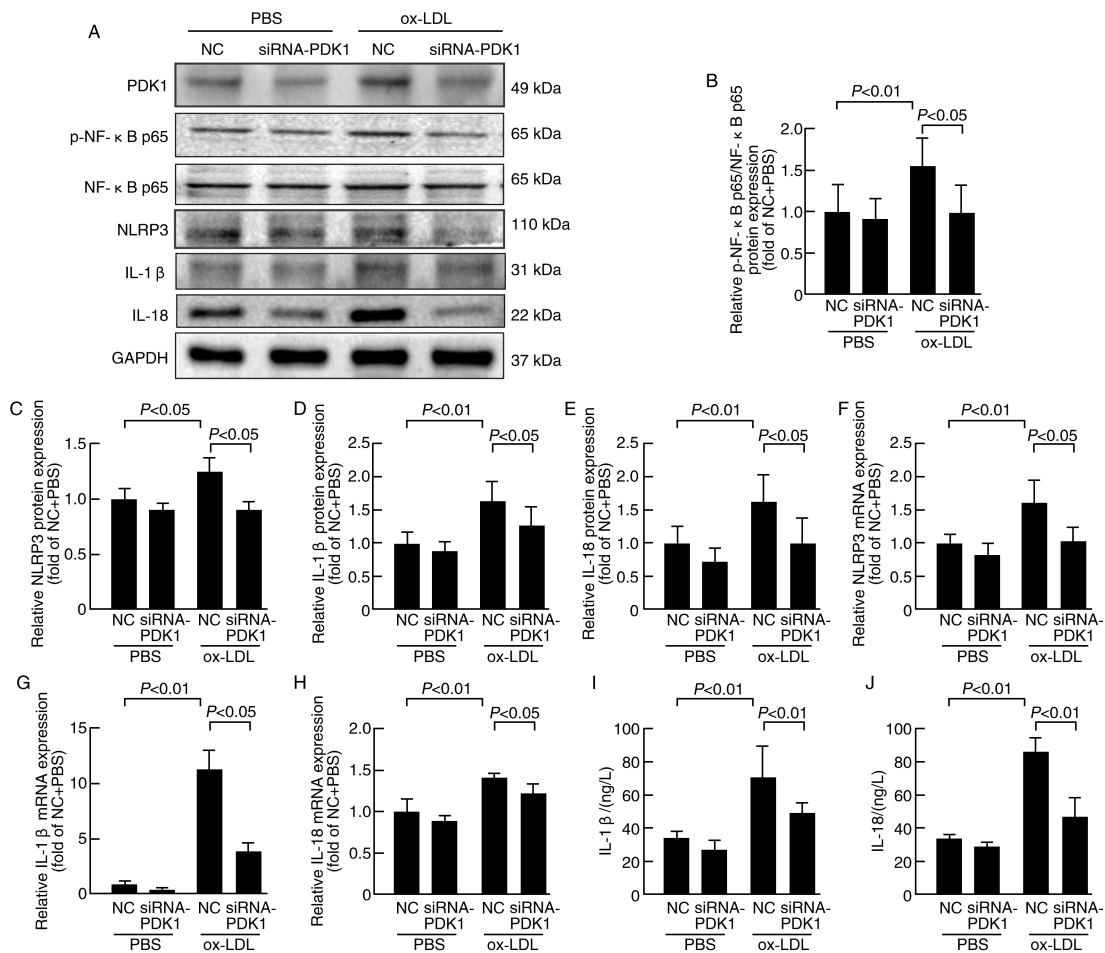 A
PBS
ox-LDL
NC
siRNA-PDK1
NC
siRNA-PDK1
PDK1
49 kDa
p-NF-κB p65
65 kDa
NF-κB p65
65 kDa
NLRP3
110 kDa
IL-1β
31 kDa
IL-18
22 kDa
GAPDH
37 kDa
B
Relative p-NF-κB p65/NF-κB p65
protein expression
(fold of NC+PBS)
P<0.01
P<0.05
2.0
1.5
1.0
0.5
0
NC siRNA- NC siRNA-
PDK1 PDK1
PBS ox-LDL
C
Relative NLRP3 protein expression
(fold of NC+PBS)
P<0.05
P<0.05
1.5
1.0
0.5
0
NC siRNA- NC siRNA-
PDK1 PDK1
PBS ox-LDL
D
Relative IL-1β protein expression
(fold of NC+PBS)
P<0.01
P<0.05
2.5
2.0
1.5
1.0
0.5
0
NC siRNA- NC siRNA-
PDK1 PDK1
PBS ox-LDL
E
Relative IL-18 protein expression
(fold of NC+PBS)
P<0.01
P<0.05
2.5
2.0
1.5
1.0
0.5
0
NC siRNA- NC siRNA-
PDK1 PDK1
PBS ox-LDL
F
Relative NLRP3 mRNA expression
(fold of NC+PBS)
P<0.01
P<0.05
2.5
2.0
1.5
1.0
0.5
0
NC siRNA- NC siRNA-
PDK1 PDK1
PBS ox-LDL
G
Relative IL-1β mRNA expression
(fold of NC+PBS)
P<0.01
P<0.05
15
10
5
0
NC siRNA- NC siRNA-
PDK1 PDK1
PBS ox-LDL
H
Relative IL-18 mRNA expression
(fold of NC+PBS)
P<0.01
P<0.05
2.0
1.5
1.0
0.5
0
NC siRNA- NC siRNA-
PDK1 PDK1
PBS ox-LDL
I
IL-1β/(ng/L)
P<0.01
P<0.01
100
80
60
40
20
0
NC siRNA- NC siRNA-
PDK1 PDK1
PBS ox-LDL
J
IL-18/(ng/L)
P<0.01
P<0.01
100
80
60
40
20
0
NC siRNA- NC siRNA-
PDK1 PDK1
PBS ox-LDL